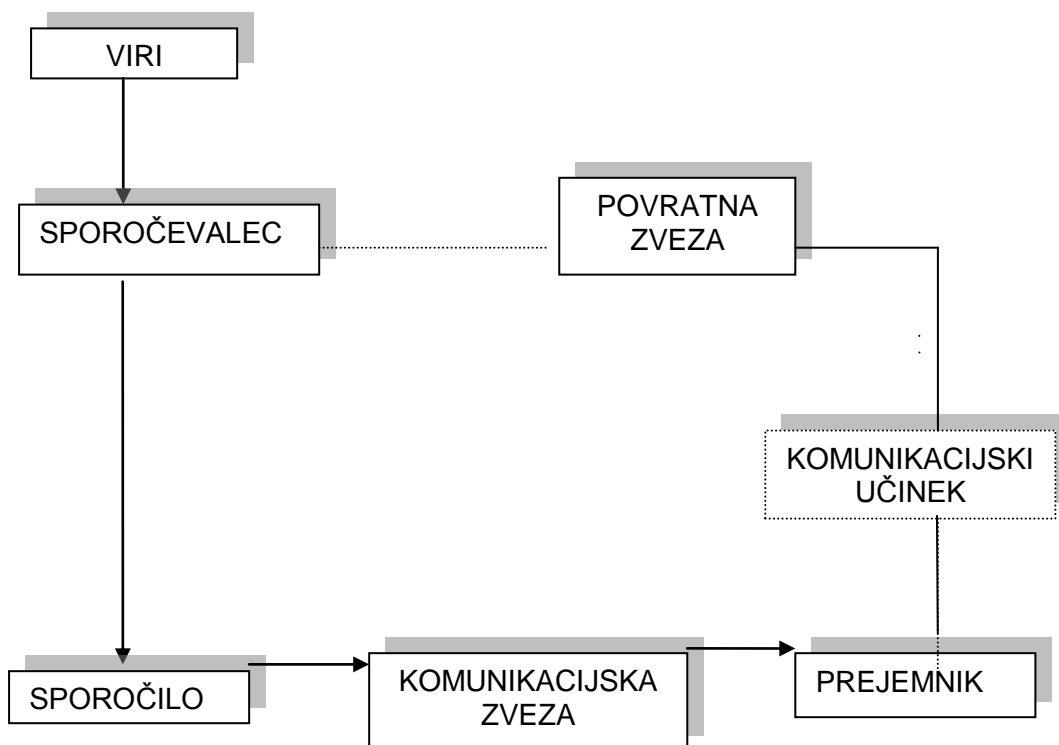 VIRI
SPOROČEVALEC
POVRATNA
ZVEZA
KOMUNIKACIJSKI
UČINEK
SPOROČILO
KOMUNIKACIJSKA
ZVEZA
PREJEMNIK